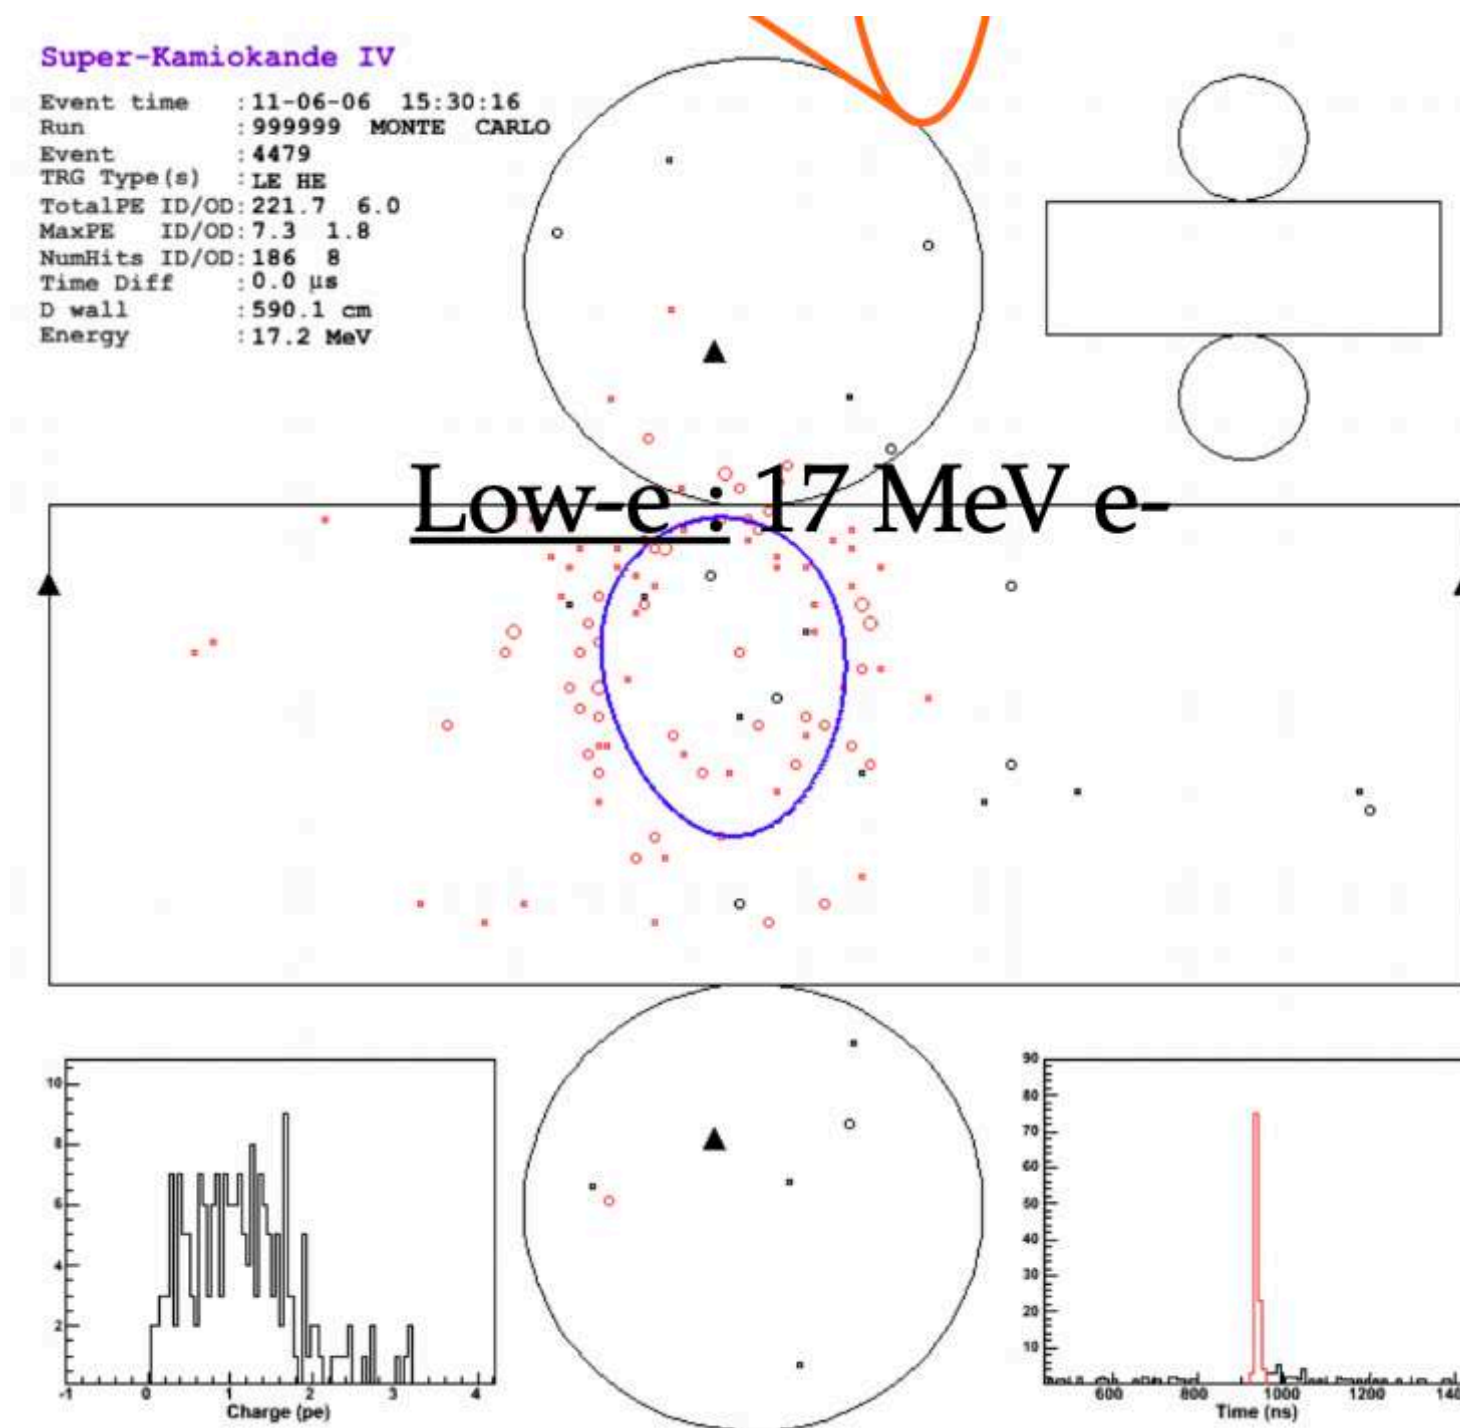 Super-Kamiokande IV
Event time :11-06-06 15:30:16
Run :999999 MONTE CARLO
Event :4479
TRG Type(s) :LE HE
TotalPE ID/OD:221.7 6.0
MaxPE ID/OD:7.3 1.8
NumHits ID/OD:186 8
Time Diff :0.0 μs
D wall :590.1 cm
Energy :17.2 MeV
Low-e : 17 MeV e-
10
8
6
4
2
-1 0 1 2 3 4
Charge (pe)
90
80
70
60
50
40
30
20
10
600 800 1000 1200
Time (ns)